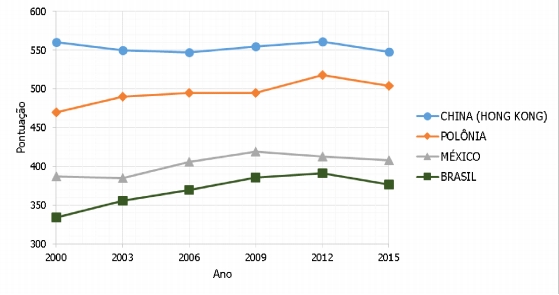 600
550
500
450
400
350
300
Pontuação
2000 2003 2006 2009 2012 2015
Ano
CHINA (HONG KONG)
POLÔNIA
MÉXICO
BRASIL